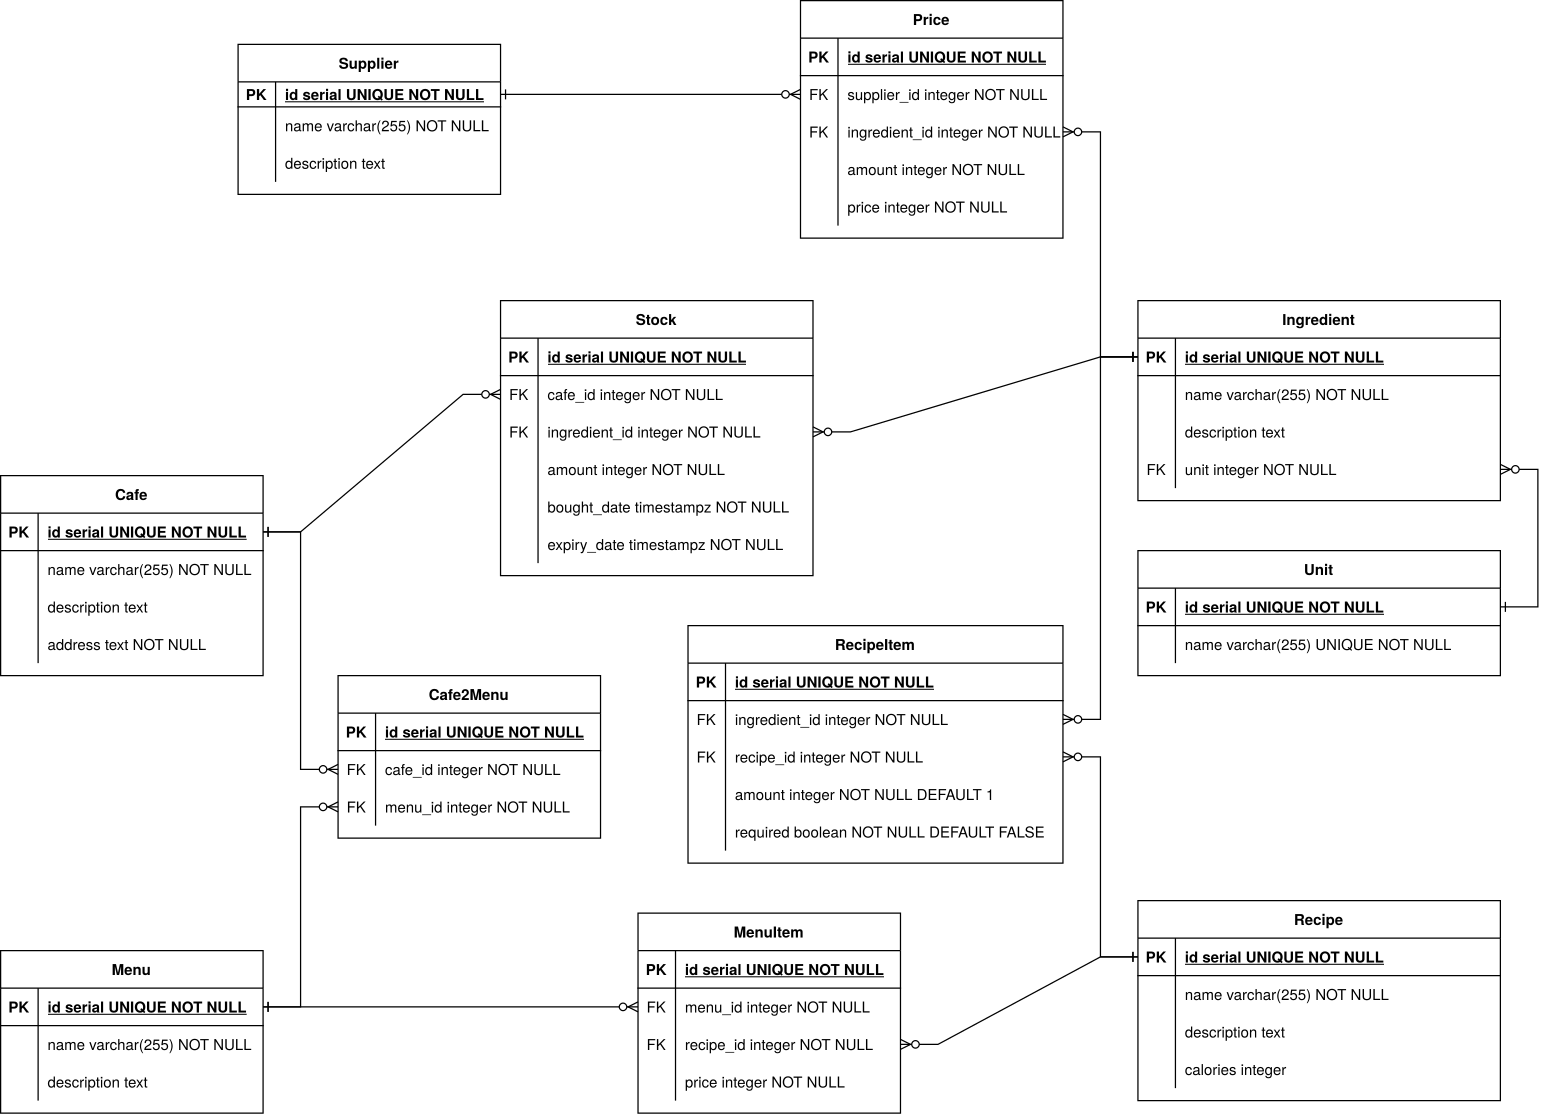 Price
PK id serial UNIQUE NOT NULL
FK supplier_id integer NOT NULL
FK ingredient_id integer NOT NULL
amount integer NOT NULL
price integer NOT NULL
Supplier
PK id serial UNIQUE NOT NULL
name varchar(255) NOT NULL
description text
Stock
PK id serial UNIQUE NOT NULL
FK cafe_id integer NOT NULL
FK ingredient_id integer NOT NULL
amount integer NOT NULL
bought_date timestampz NOT NULL
expiry_date timestampz NOT NULL
Ingredient
PK id serial UNIQUE NOT NULL
name varchar(255) NOT NULL
description text
FK unit integer NOT NULL
Cafe
PK id serial UNIQUE NOT NULL
name varchar(255) NOT NULL
description text
address text NOT NULL
Unit
PK id serial UNIQUE NOT NULL
name varchar(255) UNIQUE NOT NULL
RecipeItem
PK id serial UNIQUE NOT NULL
FK ingredient_id integer NOT NULL
FK recipe_id integer NOT NULL
amount integer NOT NULL DEFAULT 1
required boolean NOT NULL DEFAULT FALSE
Cafe2Menu
PK id serial UNIQUE NOT NULL
FK cafe_id integer NOT NULL
FK menu_id integer NOT NULL
Menu
PK id serial UNIQUE NOT NULL
name varchar(255) NOT NULL
description text
MenuItem
PK id serial UNIQUE NOT NULL
FK menu_id integer NOT NULL
FK recipe_id integer NOT NULL
price integer NOT NULL
Recipe
PK id serial UNIQUE NOT NULL
name varchar(255) NOT NULL
description text
calories integer